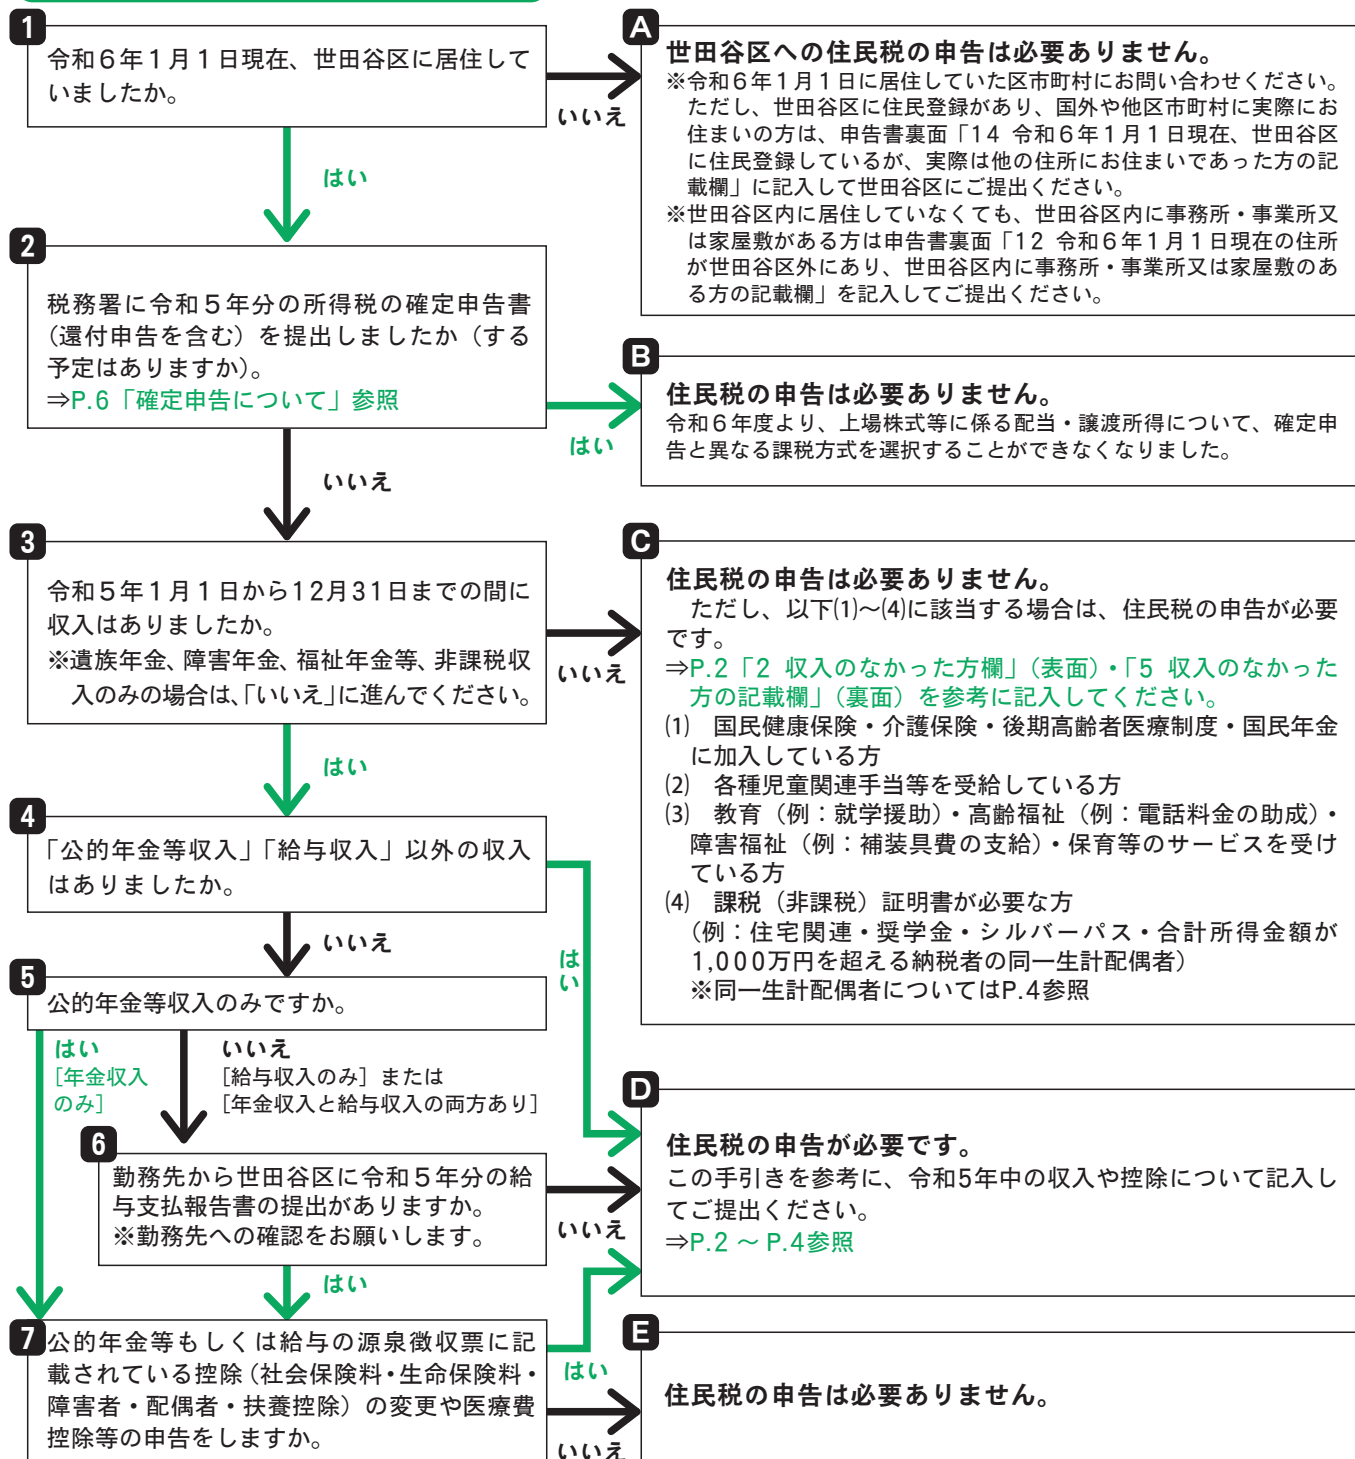 1
令和６年１月１日現在、世田谷区に居住して
いましたか。
いいえ
はい
A
世田谷区への住民税の申告は必要ありません。
※令和６年１月１日に居住していた区市町村にお問い合わせください。
ただし、世田谷区に住民登録があり、国外や他区市町村に実際にお
住まいの方は、申告書裏面「14 令和６年１月１日現在、世田谷区
に住民登録しているが、実際は他の住所にお住まいであった方の記
載欄」に記入して世田谷区にご提出ください。
※世田谷区内に居住していなくても、世田谷区内に事務所・事業所又
は家屋敷がある方は申告書裏面「12 令和６年１月１日現在の住所
が世田谷区外にあり、世田谷区内に事務所・事業所又は家屋敷のあ
る方の記載欄」を記入してご提出ください。
2
税務署に令和５年分の所得税の確定申告書
（還付申告を含む）を提出しましたか（する
予定はありますか）。
⇒P.6「確定申告について」参照
はい
いいえ
B
住民税の申告は必要ありません。
令和６年度より、上場株式等に係る配当・譲渡所得について、確定申
告と異なる課税方式を選択することができなくなりました。
3
令和５年１月１日から12月31日までの間に
収入はありましたか。
※遺族年金、障害年金、福祉年金等、非課税収
入のみの場合は、「いいえ」に進んでください。
いいえ
はい
C
住民税の申告は必要ありません。
ただし、以下⑴～⑷に該当する場合は、住民税の申告が必要
です。
⇒P.2「2 収入のなかった方欄」（表面）・「5 収入のなかった
方の記載欄」（裏面）を参考に記入してください。
⑴ 国民健康保険・介護保険・後期高齢者医療制度・国民年金
に加入している方
⑵ 各種児童関連手当等を受給している方
⑶ 教育（例：就学援助）・高齢福祉（例：電話料金の助成）・
障害福祉（例：補装具費の支給）・保育等のサービスを受け
ている方
⑷ 課税（非課税）証明書が必要な方
（例：住宅関連・奨学金・シルバーパス・合計所得金額が
1,000万円を超える納税者の同一生計配偶者）
※同一生計配偶者についてはP.4参照
4
「公的年金等収入」「給与収入」以外の収入
はありましたか。
はい
いいえ
5
公的年金等収入のみですか。
はい
［年金収入
のみ］
いいえ
［給与収入のみ］または
［年金収入と給与収入の両方あり］
6
勤務先から世田谷区に令和５年分の給
与支払報告書の提出がありますか。
※勤務先への確認をお願いします。
いいえ
はい
D
住民税の申告が必要です。
この手引きを参考に、令和5年中の収入や控除について記入し
てご提出ください。
⇒P.2 ～ P.4参照
7
公的年金等もしくは給与の源泉徴収票に記
載されている控除（社会保険料・生命保険料・
障害者・配偶者・扶養控除）の変更や医療費
控除等の申告をしますか。
はい
いいえ
E
住民税の申告は必要ありません。